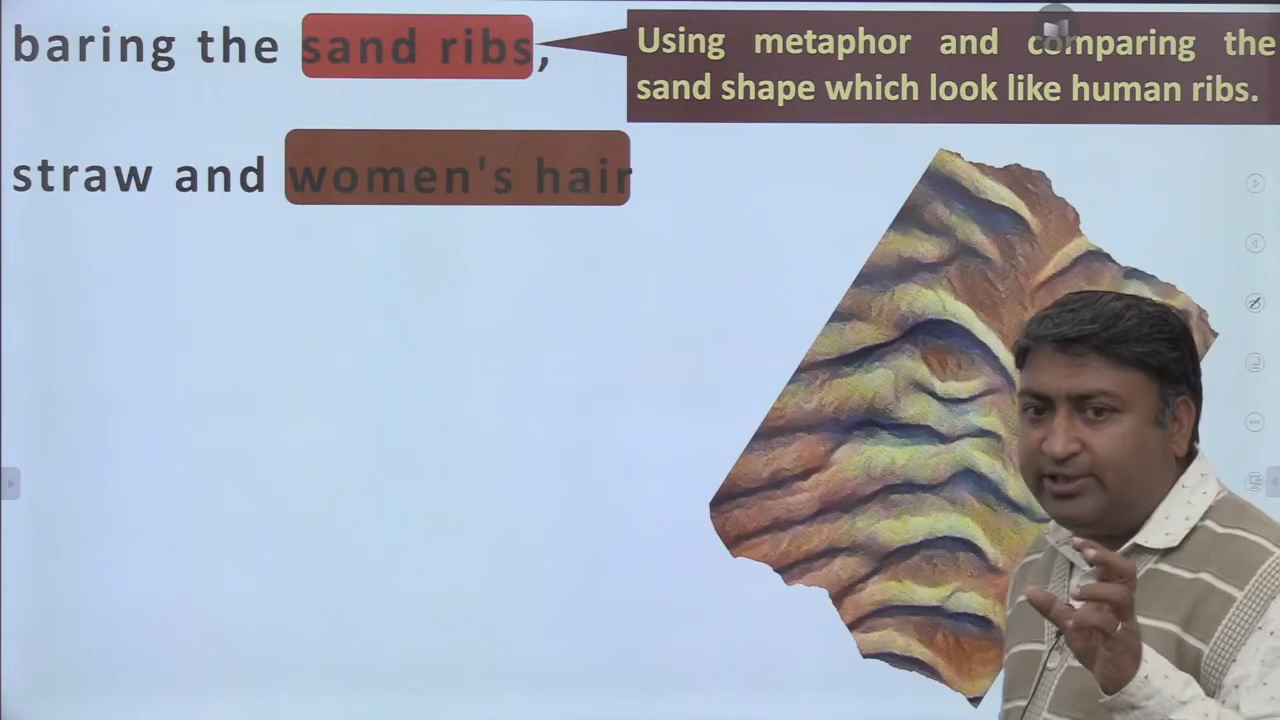 baring the sand ribs,
Using metaphor and comparing the
sand shape which look like human ribs.
straw and women's hair